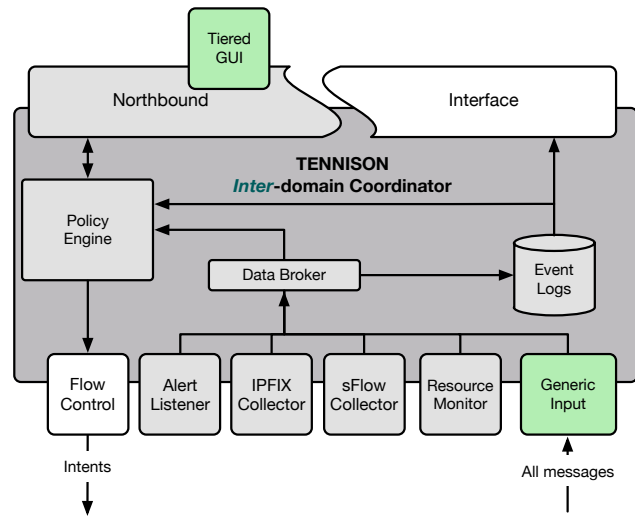 Tiered
GUI
Northbound
Interface
TENNISON
Inter-domain Coordinator
Policy
Engine
Data Broker
Event
Logs
Flow
Control
Alert
Listener
IPFIX
Collector
sFlow
Collector
Resource
Monitor
Generic
Input
Intents
All messages